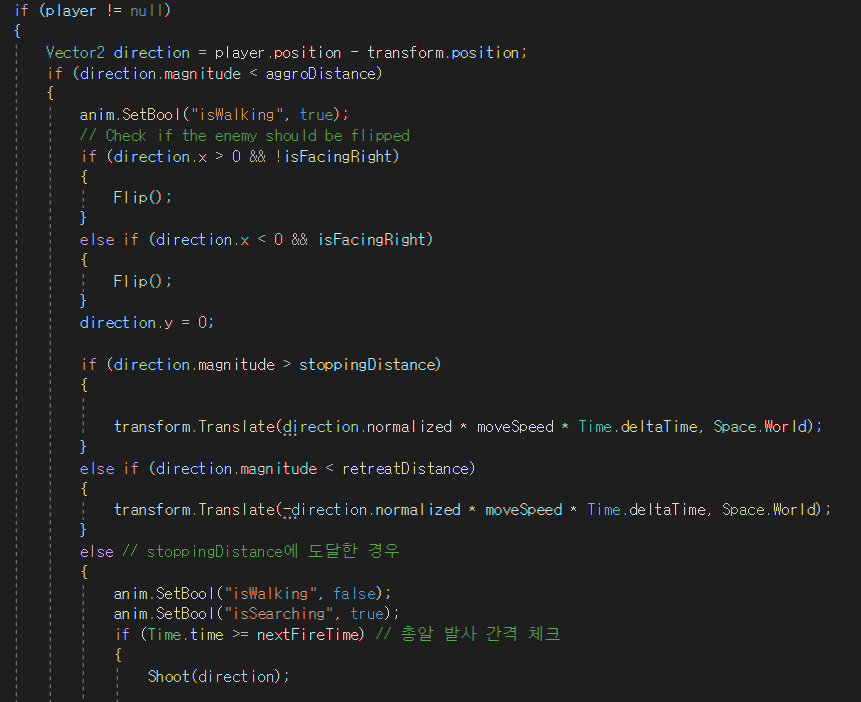 if (player != null)
{
Vector2 direction = player.position - transform.position;
if (direction.magnitude < aggroDistance)
{
anim.SetBool("isWalking", true);
// Check if the enemy should be flipped
if (direction.x > 0 && !isFacingRight)
{
Flip();
}
else if (direction.x < 0 && isFacingRight)
{
Flip();
}
direction.y = 0;
if (direction.magnitude > stoppingDistance)
{
transform.Translate(direction.normalized * moveSpeed * Time.deltaTime, Space.World);
}
else if (direction.magnitude < retreatDistance)
{
transform.Translate(-direction.normalized * moveSpeed * Time.deltaTime, Space.World);
}
else // stoppingDistance에 도달한 경우
{
anim.SetBool("isWalking", false);
anim.SetBool("isSearching", true);
if (Time.time >= nextFireTime) // 총알 발사 간격 체크
{
Shoot(direction);